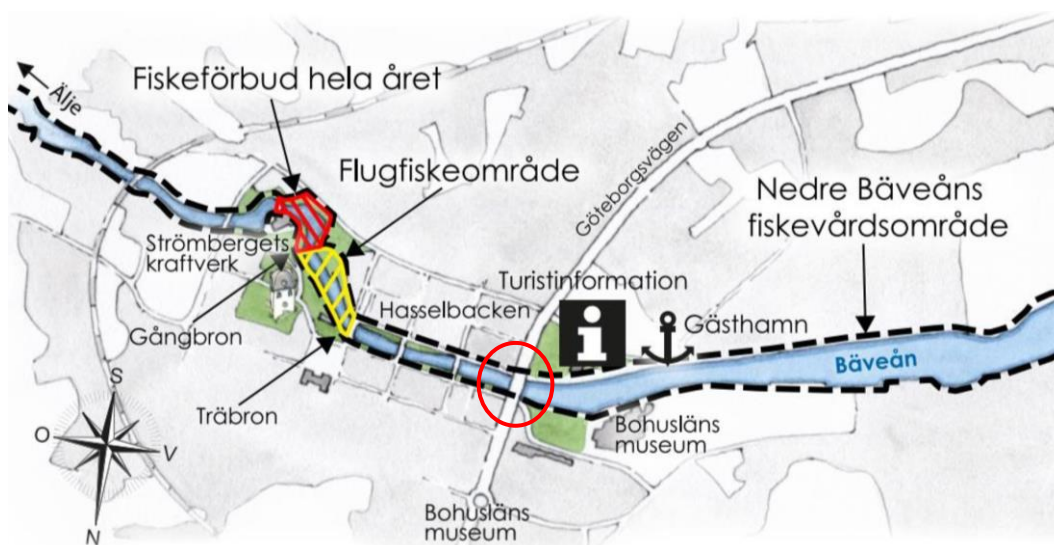 Älje
Fiskeförbud hela året
Flugfiskeområde
Göteborgsvägen
Nedre Bäveåns
fiskevårdsområde
Strömbergets
kraftverk
Turistinformation
Hasselbacken
i
Gästhamn
Gångbron
Bäveån
Träbron
S
O
V
N
Bohusläns
museum
Bohusläns
museum